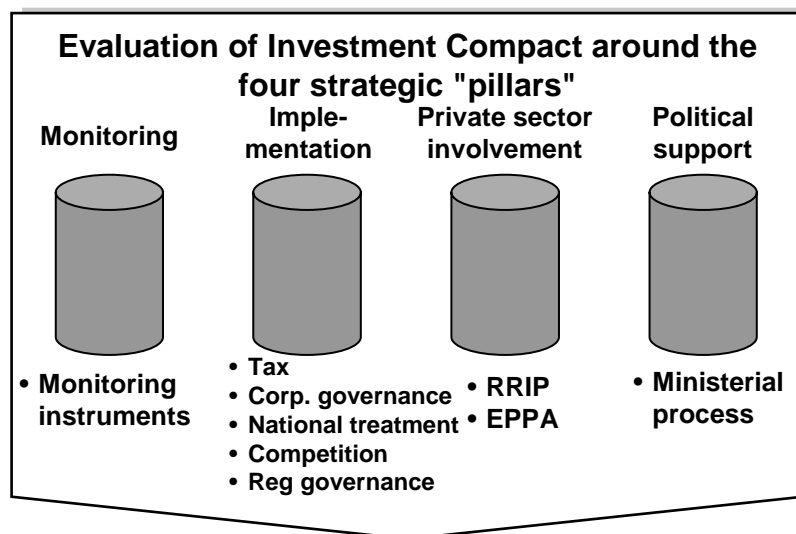 Evaluation of Investment Compact around the
four strategic "pillars"
Monitoring
Imple-
mentation
Private sector
involvement
Political
support
• Monitoring
instruments
• Tax
• Corp. governance
• National treatment
• Competition
• Reg governance
• RRIP
• EPPA
• Ministerial
process